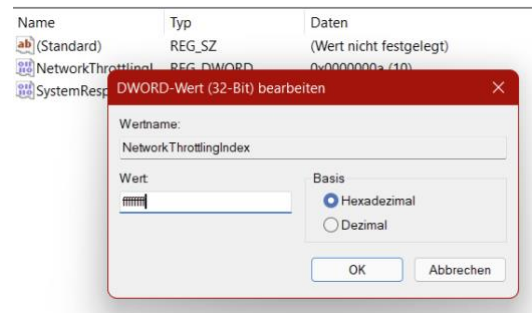 Name Typ Daten
(Standard) REG_SZ (Wert nicht festgelegt)
NetworkThrottlingI REG_DWORD 0x0000000a (10)
SystemResp
DWORD-Wert (32-Bit) bearbeiten
Wertname:
NetworkThrottlingIndex
Wert: Basis
ffffffff Hexadezimal
Dezimal
OK Abbrechen